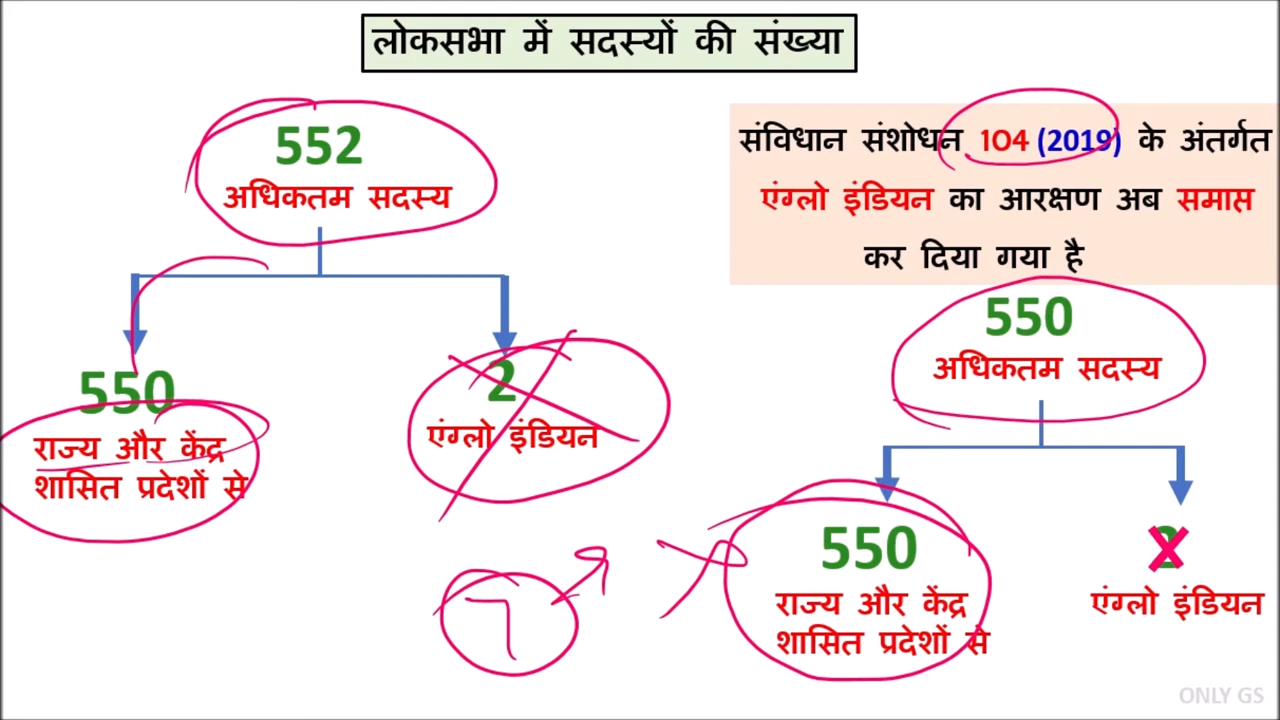 लोकसभा में सदस्यों की संख्या
552
अधिकतम सदस्य
550
राज्य और केंद्र
शासित प्रदेशों से
2
एंग्लो इंडियन
संविधान संशोधन 104 (2019) के अंतर्गत
एंग्लो इंडियन का आरक्षण अब समाप्त
कर दिया गया है
550
अधिकतम सदस्य
550
राज्य और केंद्र
शासित प्रदेशों से
2
एंग्लो इंडियन
ONLY GS